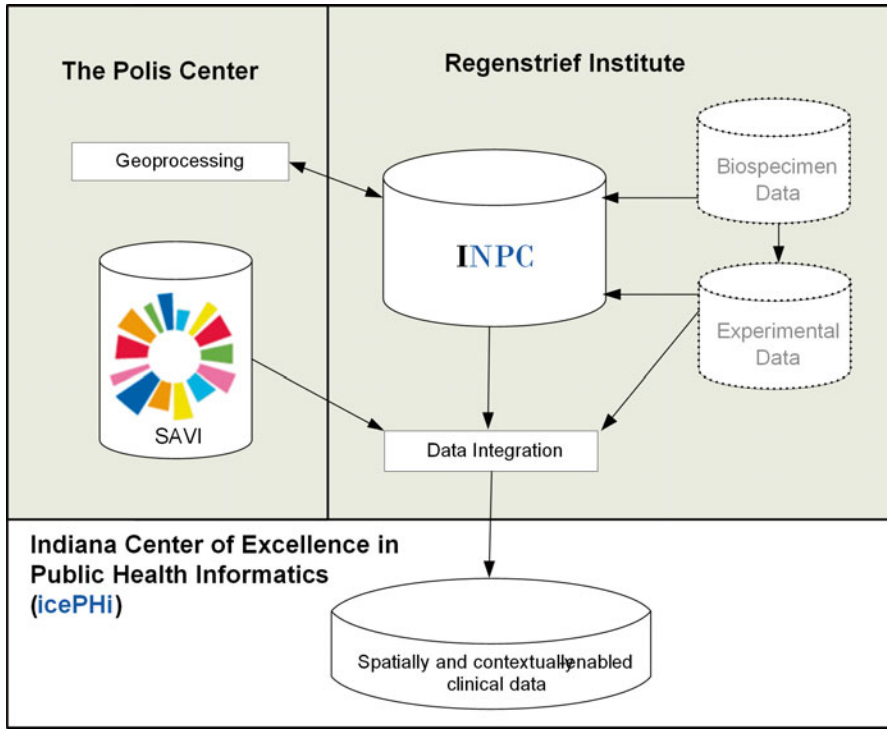 The Polis Center
Regenstrief Institute
Geoprocessing
Biospecimen
Data
INPC
Experimental
Data
SAVI
Data Integration
Indiana Center of Excellence in
Public Health Informatics
(icePHi)
Spatially and contextually-enabled
clinical data